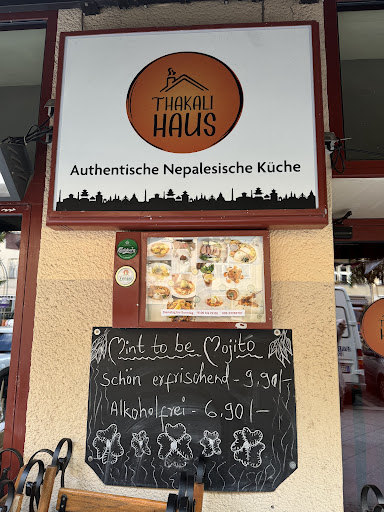 THAKALI
HAUS
Authentische Nepalesische Küche
Mint to be Mojito
Schön erfrischend - 9,90/-
Alkoholfrei - 6,90/-